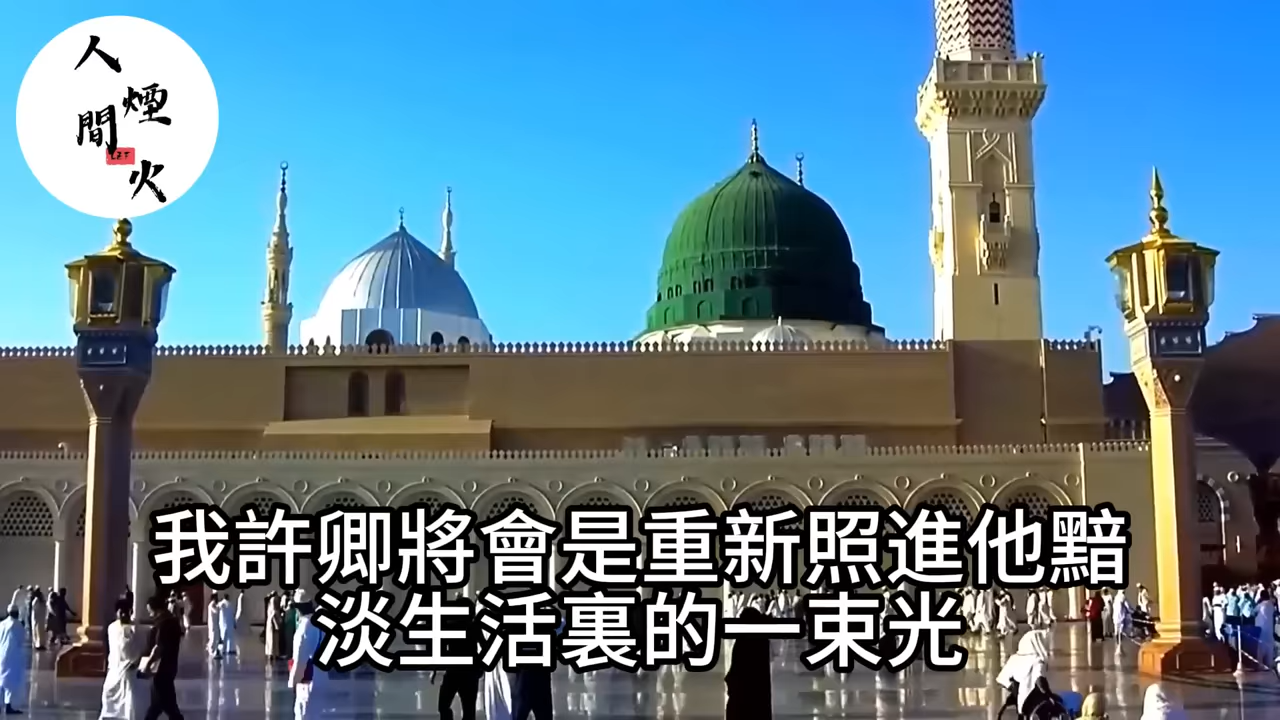 人間煙火
我許卿將會是重新照進他黯
淡生活裏的一束光